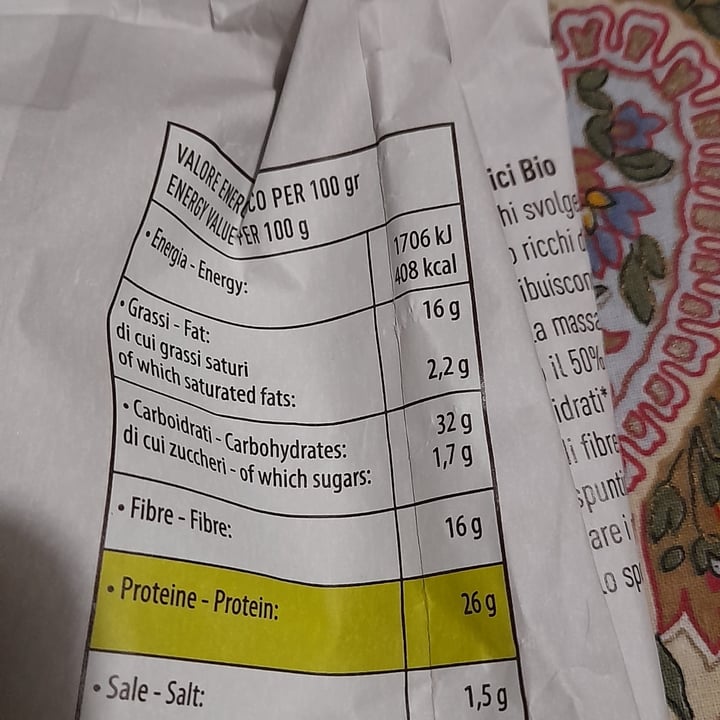 VALORE ENER CO PER 100 gr
ENERGY VALUE PER 100 g
• Energia - Energy: 1706 kJ
408 kcal
• Grassi - Fat: 16 g
di cui grassi saturi
of which saturated fats: 2,2 g
• Carboidrati - Carbohydrates: 32 g
di cui zuccheri - of which sugars: 1,7 g
• Fibre - Fibre: 16 g
• Proteine - Protein: 26 g
• Sale - Salt: 1,5 g
ici Bio
hi svolge
ricchi d
ibuiscon
a massa
il 50%
idrati*
li fibre
spunti
are i
lo sp